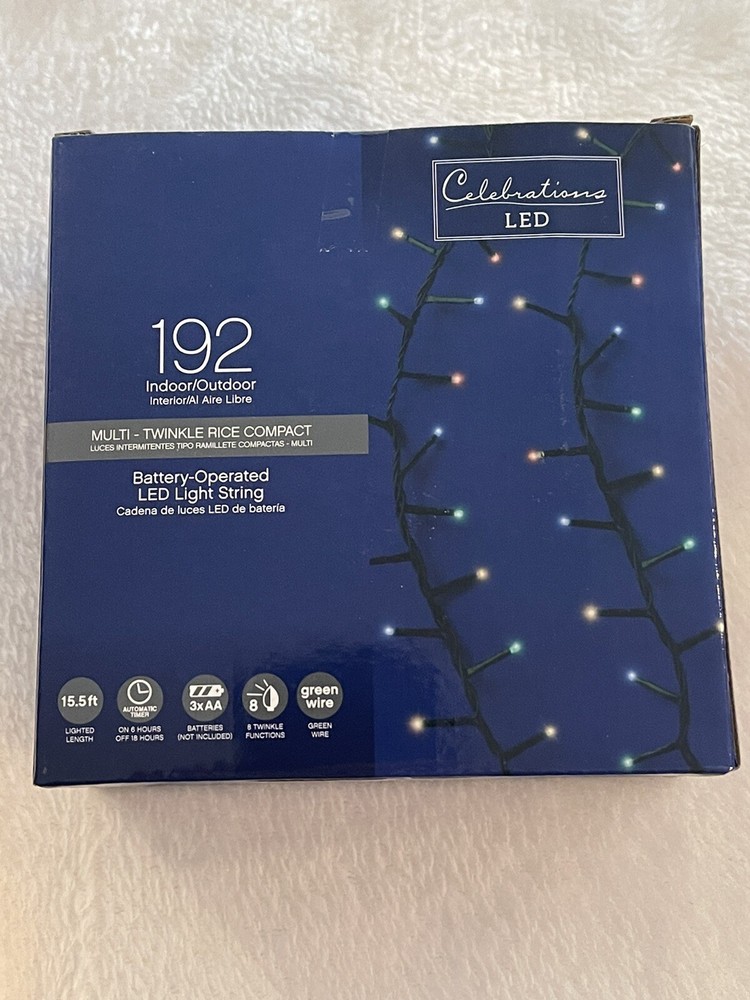 Celebrations
LED
192
Indoor/Outdoor
Interior/Al Aire Libre
MULTI - TWINKLE RICE COMPACT
LUCES INTERMITENTES TIPO RAMILLETE COMPACTAS - MULTI
Battery-Operated
LED Light String
Cadena de luces LED de batería
15.5 ft
LIGHTED
LENGTH
AUTOMATIC
TIMER
ON 6 HOURS
OFF 18 HOURS
3xAA
BATTERIES
(NOT INCLUDED)
8
8 TWINKLE
FUNCTIONS
green
wire
GREEN
WIRE